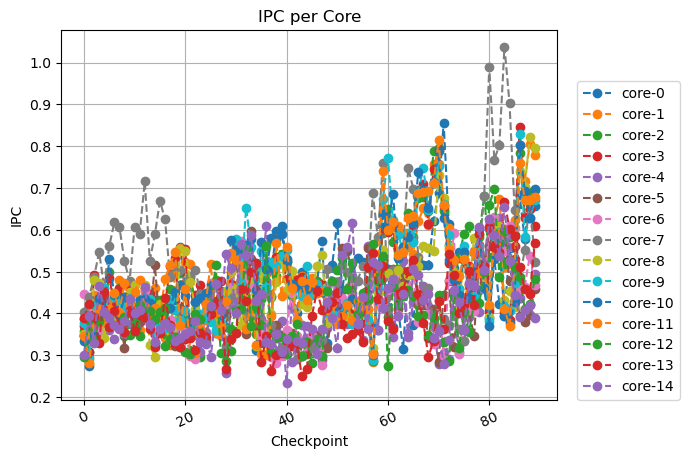 IPC per Core
IPC
1.0
0.9
0.8
0.7
0.6
0.5
0.4
0.3
0.2
0
20
40
60
80
Checkpoint
core-0
core-1
core-2
core-3
core-4
core-5
core-6
core-7
core-8
core-9
core-10
core-11
core-12
core-13
core-14